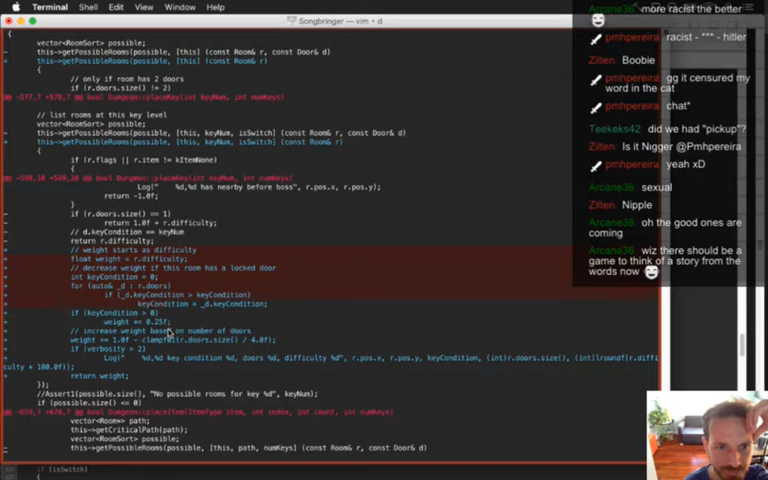 Terminal Shell Edit View Window Help
Songbringer — vim • d
{
vector<RoomSort> possible;
- this->getPossibleRooms(possible, [this] (const Room& r, const Door& d)
+ this->getPossibleRooms(possible, [this] (const Room& r)
{
// only if room has 2 doors
if (r.doors.size() != 2)
@@ -577,7 +578,7 @@ bool Dungeon::placeKey(int keyNum, int numKeys)
// list rooms at this key level
vector<RoomSort> possible;
- this->getPossibleRooms(possible, [this, keyNum, isSwitch] (const Room& r, const Door& d)
+ this->getPossibleRooms(possible, [this, keyNum, isSwitch] (const Room& r)
{
if (r.flags || r.item != kItemNone)
bool Dungeon::placeKey(int keyNum, int numKeys)
Log(" %d,%d has nearby before boss", r.pos.x, r.pos.y);
return -1.0f;
}
- if (r.doors.size() == 1)
- return 1.0f + r.difficulty;
- // d.keyCondition == keyNum
- return r.difficulty;
+ // weight starts as difficulty
+ float weight = r.difficulty;
+ // decrease weight if this room has a locked door
+ int keyCondition = 0;
+ for (auto& _d : r.doors)
+ if (_d.keyCondition > keyCondition)
+ keyCondition = _d.keyCondition;
+ if (keyCondition > 0)
+ weight *= 0.25f;
+ // increase weight based on number of doors
+ weight += 1.0f - clampf01(r.doors.size() / 4.0f);
+ if (verbosity > 2)
+ Log(" %d,%d key condition %d, doors %d, difficulty %d", r.pos.x, r.pos.y, keyCondition, (int)r.doors.size(), (int)lroundf(r.diffi
culty * 100.0f));
+ return weight;
});
//Assert1(possible.size(), "No possible rooms for key %d", keyNum);
if (possible.size() <= 0)
@@ -659,7 +670,7 @@ bool Dungeon::placeItem(ItemType item, int index, int count, int numKeys)
vector<Room*> path;
this->getCriticalPath(path);
vector<RoomSort> possible;
- this->getPossibleRooms(possible, [this, path, numKeys] (const Room& r, const Door& d)
if (isSwitch)
Arcane36: more racist the better
pmhpereira: racist - *** - hitler
Zilten: Boobie
pmhpereira: gg it censured my
word in the cat
pmhpereira: chat*
Teekeks42: did we had "pickup"?
Zilten: Is it Nigger @Pmhpereira
pmhpereira: yeah xD
Arcane36: sexual
Zilten: Nipple
Arcane36: oh the good ones are
coming
Arcane36: wiz there should be a
game to think of a story from the
words now